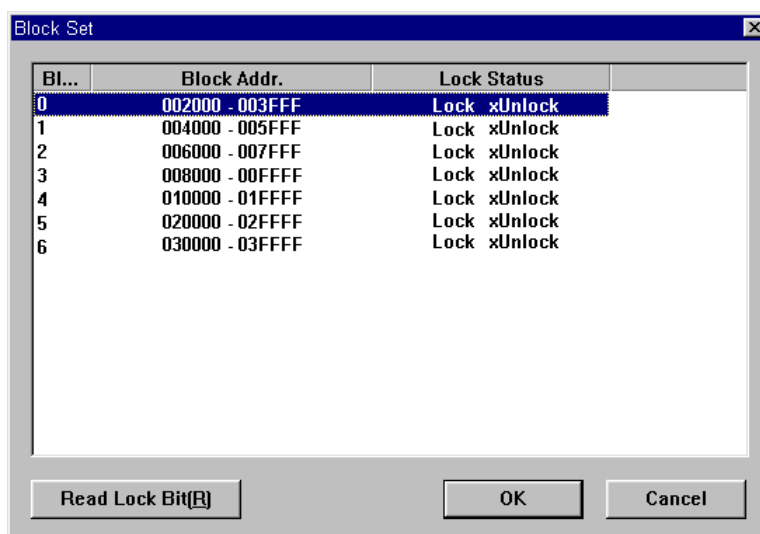 Block Set
Bl... Block Addr. Lock Status
0 002000 - 003FFF Lock xUnlock
1 004000 - 005FFF Lock xUnlock
2 006000 - 007FFF Lock xUnlock
3 008000 - 00FFFF Lock xUnlock
4 010000 - 01FFFF Lock xUnlock
5 020000 - 02FFFF Lock xUnlock
6 030000 - 03FFFF Lock xUnlock
Read Lock Bit(R) OK Cancel